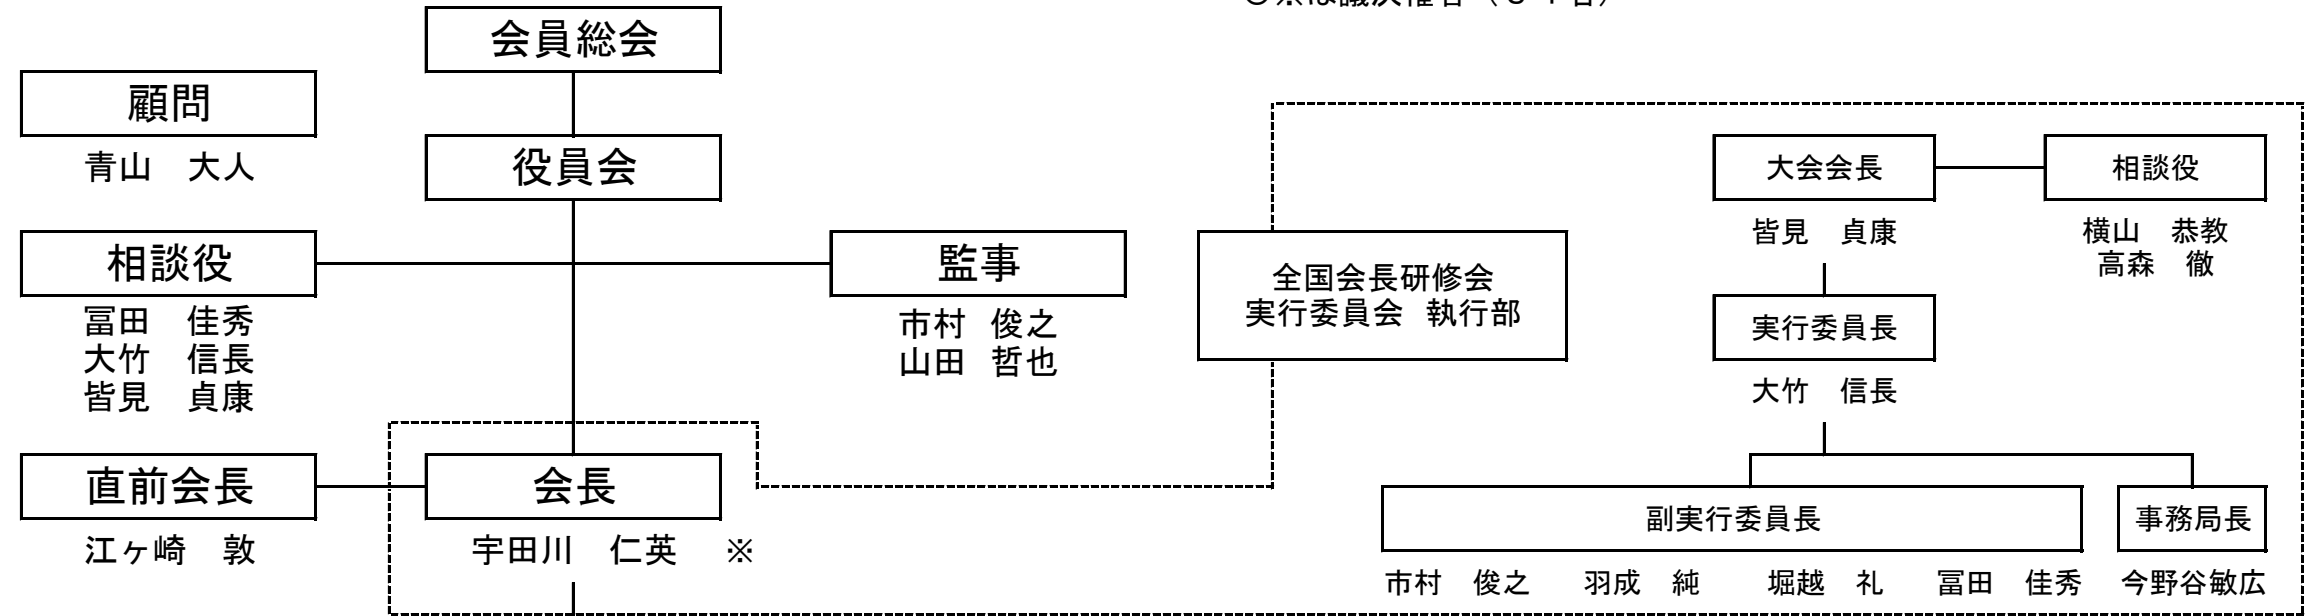 会員総会
顧問
青山　大人
役員会
相談役
冨田　佳秀
大竹　信長
皆見　貞康
監事
市村　俊之
山田　哲也
直前会長
江ヶ崎　敦
会長
宇田川　仁英　※
全国会長研修会
実行委員会　執行部
大会会長
皆見　貞康
相談役
横山　恭教
高森　徹
実行委員長
大竹　信長
副実行委員長
市村　俊之　羽成　純　堀越　礼　冨田　佳秀
事務局長
今野谷敏広